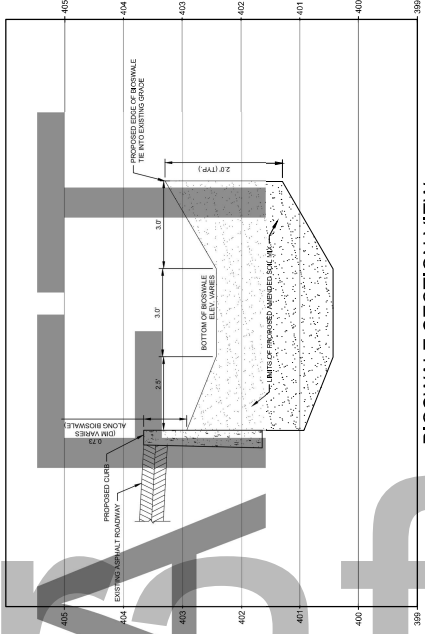 405
404
403
402
401
400
399
405
404
403
402
401
400
399
PROPOSED EDGE OF BIOSWALE
TIE INTO EXISTING GRADE
2.0' (TYP.)
3.0'
3.0'
2.5'
BOTTOM OF BIOSWALE
ELEV. VARIES
LIMITS OF PROPOSED AMENDED SOIL MIX
0.73
(DIM VARIES
ALONG BIOSWALE)
PROPOSED CURB
EXISTING ASPHALT ROADWAY
BIOSWALE SECTION VIEW